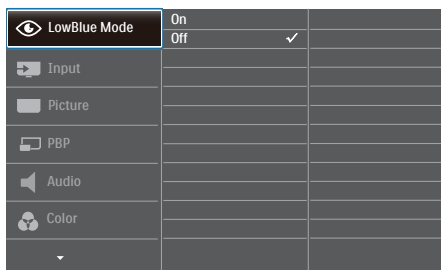 LowBlue Mode
On
Off
Input
Picture
PBP
Audio
Color